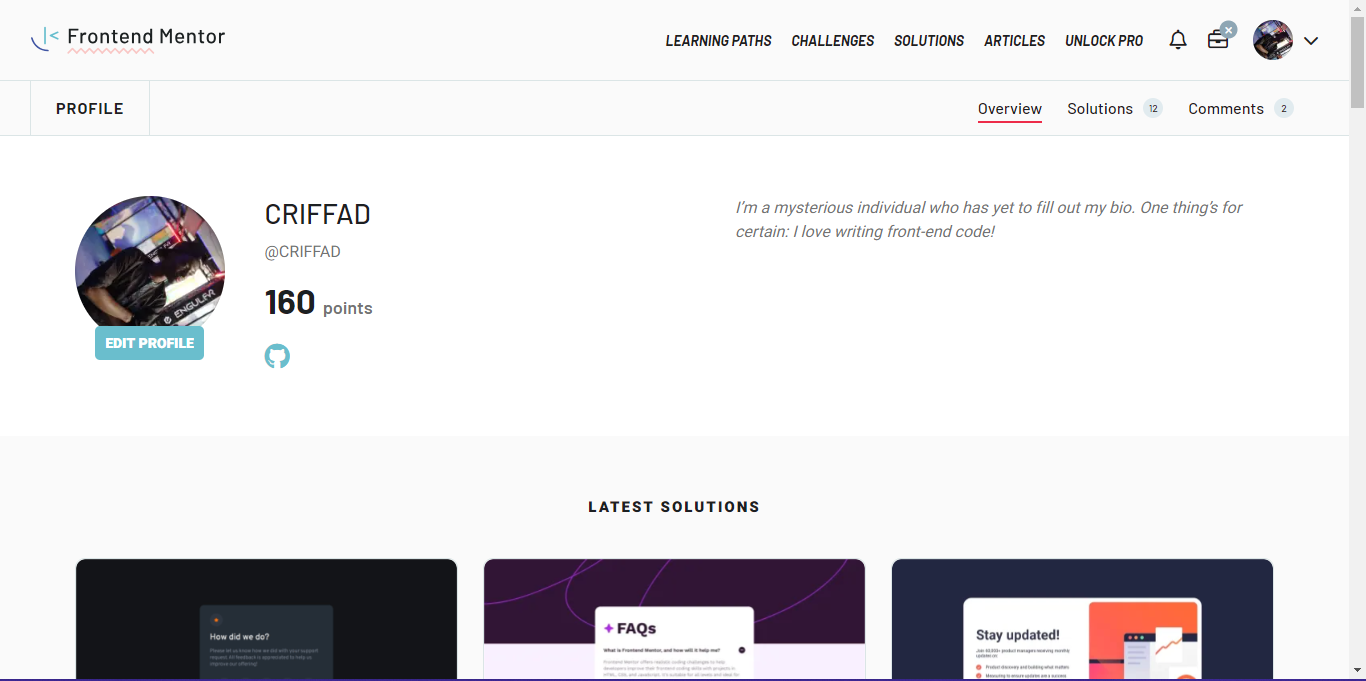 Frontend Mentor
LEARNING PATHS CHALLENGES SOLUTIONS ARTICLES UNLOCK PRO
PROFILE
Overview Solutions 12 Comments 2
CRIFFAD
@CRIFFAD
160 points
EDIT PROFILE
ENGULFA
I'm a mysterious individual who has yet to fill out my bio. One thing's for
certain: I love writing front-end code!
LATEST SOLUTIONS
How did we do?
Please let us know how we did with your support
request. All feedback is appreciated to help us
improve our offering!
FAQs
What is Frontend Mentor, and how will it help me?
Frontend Mentor offers realistic coding challenges to help
developers improve their frontend coding skills with projects in
HTML, CSS, and JavaScript. It's suitable for all levels and ideal for
Stay updated!
Join 60,000+ product managers receiving monthly
updates on:
Product discovery and building what matters
Measuring to ensure updates are a success